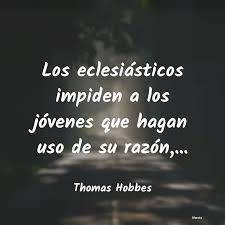 Los eclesiásticos
impiden a los
jóvenes que hagan
uso de su razón,...
Thomas Hobbes